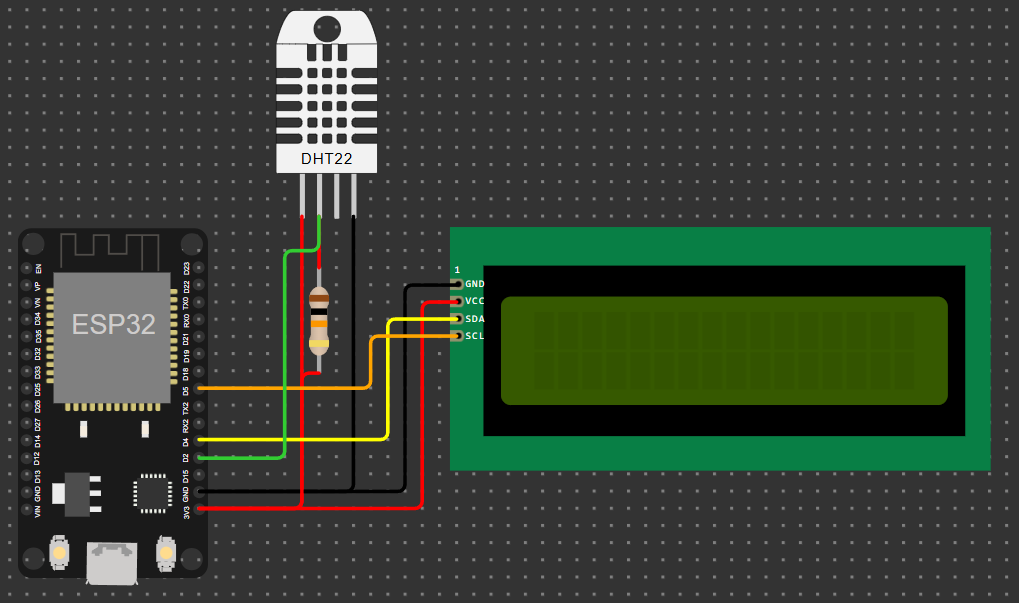 DHT22
ESP32
EN
VP
VN
D34
D35
D32
D33
D25
D26
D27
D14
D12
D13
GND
VIN
D23
D22
TX0
RX0
D21
D19
D18
D5
TX2
RX2
D4
D2
D15
GND
3V3
1
GND
VCC
SDA
SCL